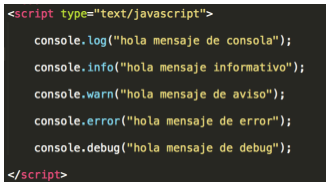 <script type="text/javascript">
console.log("hola mensaje de consola");
console.info("hola mensaje informativo");
console.warn("hola mensaje de aviso");
console.error("hola mensaje de error");
console.debug("hola mensaje de debug");
</script>